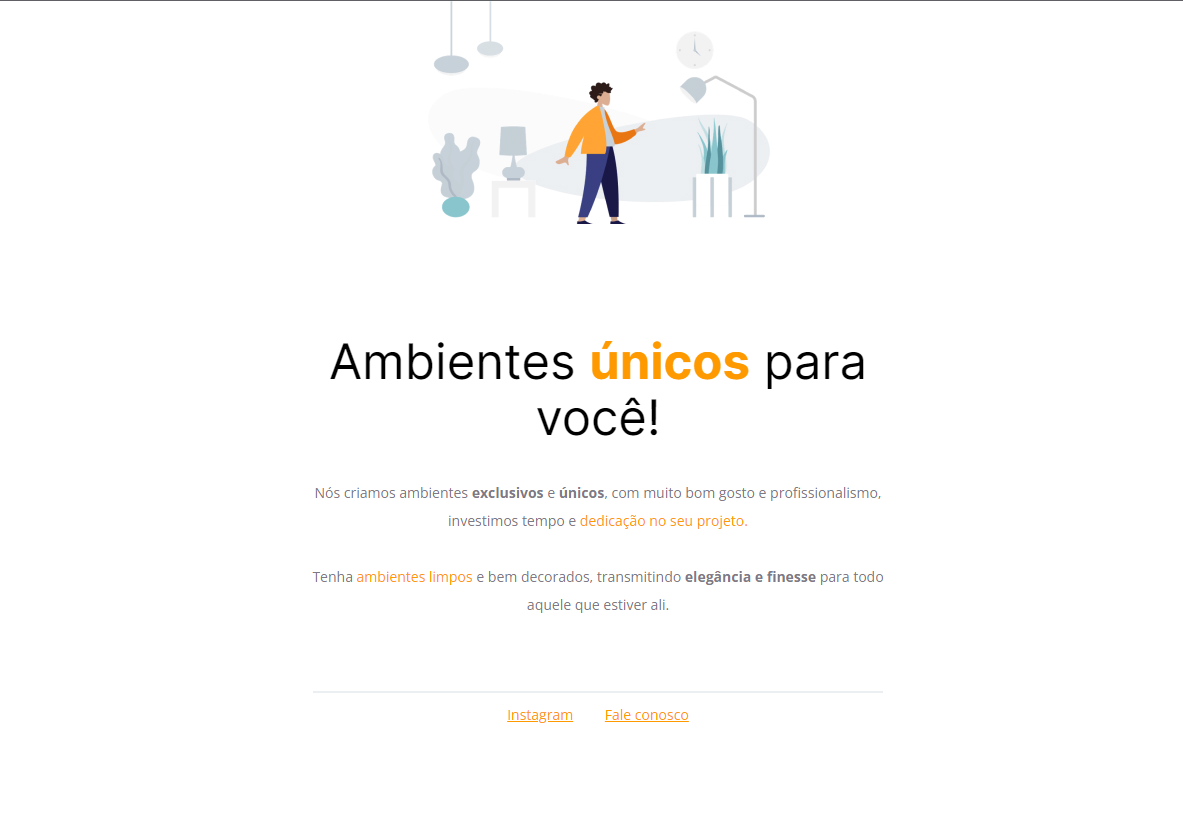 Ambientes únicos para
você!
Nós criamos ambientes exclusivos e únicos, com muito bom gosto e profissionalismo,
investimos tempo e dedicação no seu projeto.
Tenha ambientes limpos e bem decorados, transmitindo elegância e finesse para todo
aquele que estiver ali.
Instagram Fale conosco